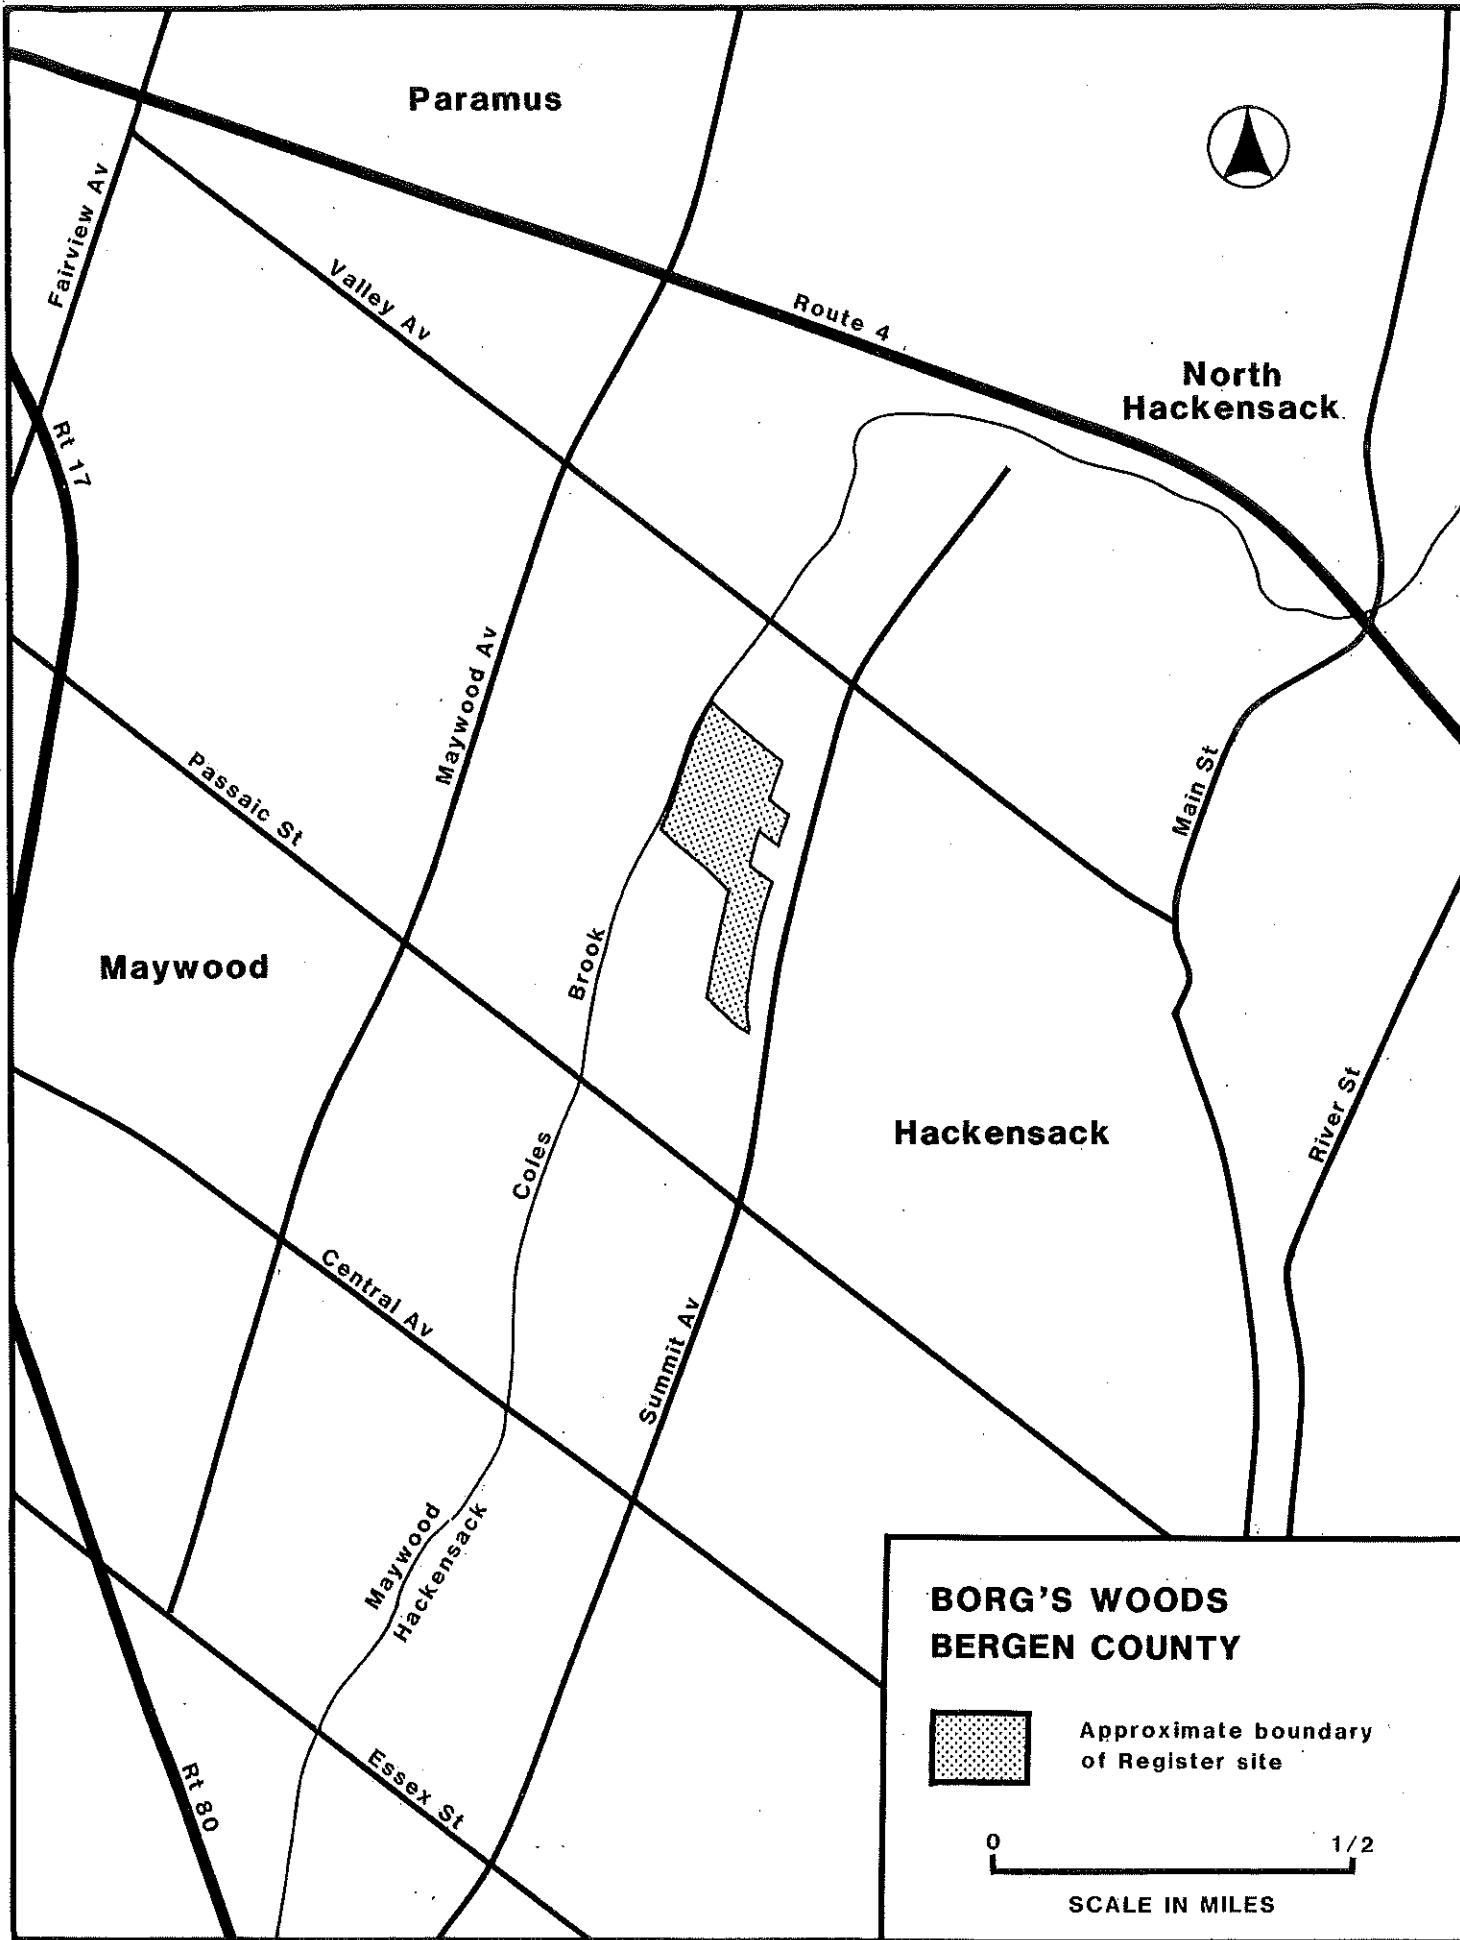 Paramus
Fairview Av
Valley Av
Route 4
North
Hackensack
Rt 17
Maywood Av
Passaic St
Main St
Maywood
Brook
Coles
Hackensack
River St
Central Av
Summit Av
Maywood
Hackensack
Essex St
Rt 80
BORG'S WOODS
BERGEN COUNTY
Approximate boundary
of Register site
0 1/2
SCALE IN MILES